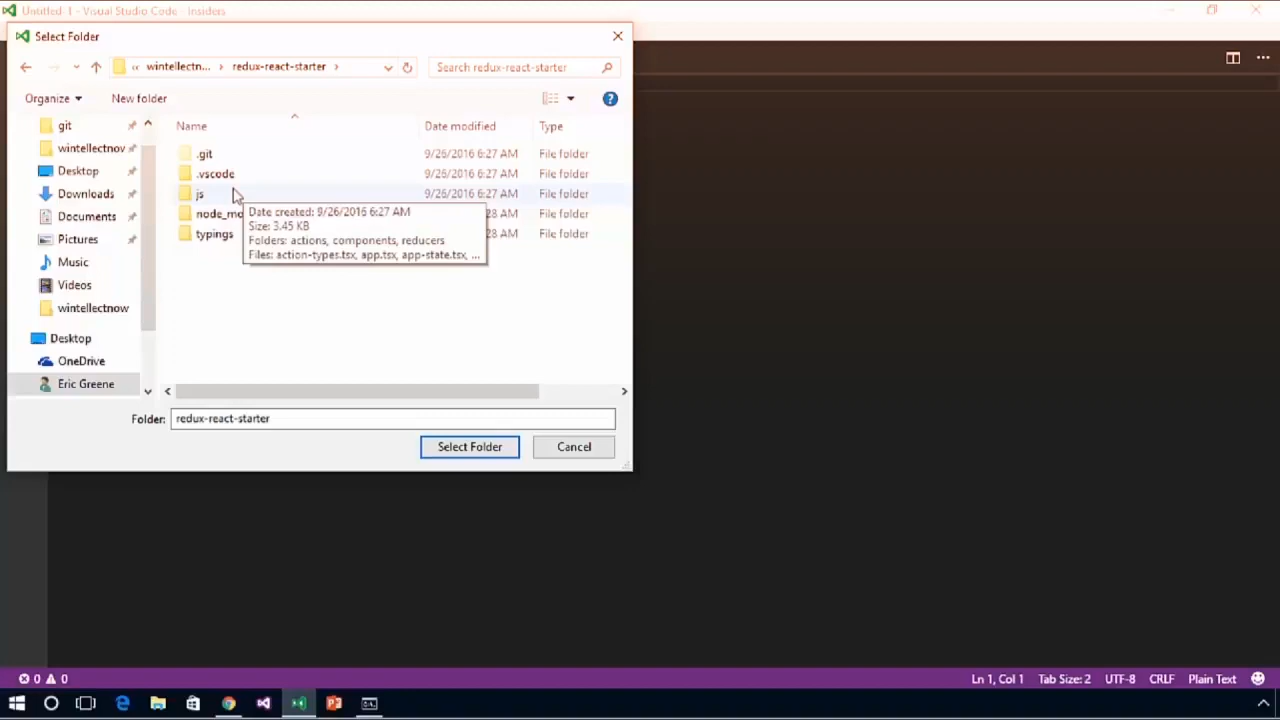 Untitled-1 - Visual Studio Code - Insiders
Select Folder
« wintellectn... › redux-react-starter ›
Search redux-react-starter
Organize
New folder
Name
Date modified
Type
git
wintellectnov
Desktop
Downloads
Documents
Pictures
Music
Videos
wintellectnow
Desktop
OneDrive
Eric Greene
.git 9/26/2016 6:27 AM File folder
.vscode 9/26/2016 6:27 AM File folder
js 9/26/2016 6:27 AM File folder
node_mo 28 AM File folder
typings 28 AM File folder
Date created: 9/26/2016 6:27 AM
Size: 3.45 KB
Folders: actions, components, reducers
Files: action-types.tsx, app.tsx, app-state.tsx, ...
Folder: redux-react-starter
Select Folder
Cancel
0 0
Ln 1, Col 1 Tab Size: 2 UTF-8 CRLF Plain Text